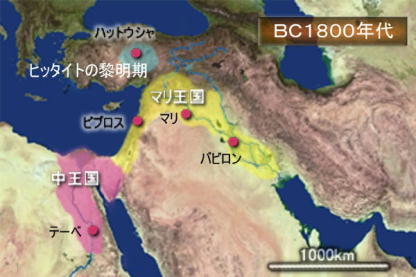 BC1800年代
ハットウシャ
ヒッタイトの黎明期
マリ王国
マリ
ビブロス
バビロン
中王国
テーベ
1000km